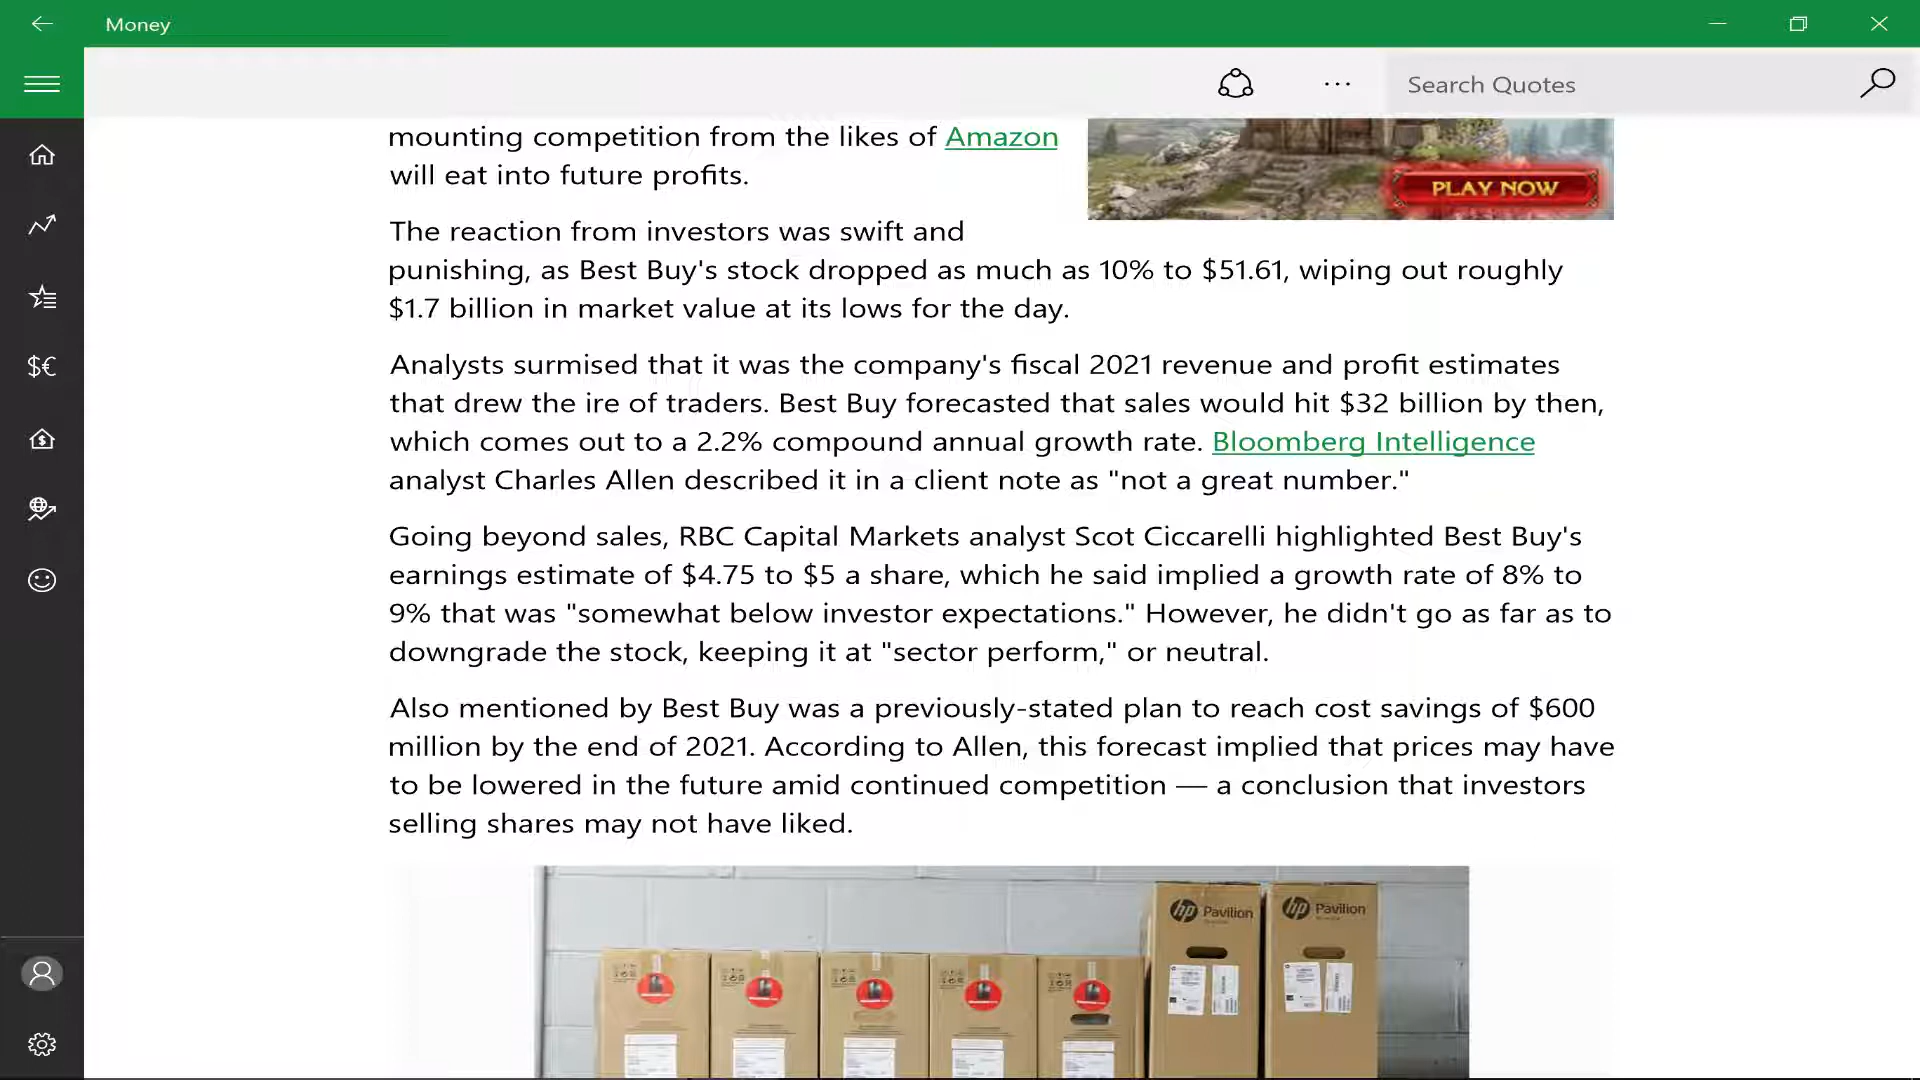 Money
Search Quotes
mounting competition from the likes of Amazon
will eat into future profits.
PLAY NOW
The reaction from investors was swift and
punishing, as Best Buy's stock dropped as much as 10% to $51.61, wiping out roughly
$1.7 billion in market value at its lows for the day.
Analysts surmised that it was the company's fiscal 2021 revenue and profit estimates
that drew the ire of traders. Best Buy forecasted that sales would hit $32 billion by then,
which comes out to a 2.2% compound annual growth rate. Bloomberg Intelligence
analyst Charles Allen described it in a client note as "not a great number."
Going beyond sales, RBC Capital Markets analyst Scot Ciccarelli highlighted Best Buy's
earnings estimate of $4.75 to $5 a share, which he said implied a growth rate of 8% to
9% that was "somewhat below investor expectations." However, he didn't go as far as to
downgrade the stock, keeping it at "sector perform," or neutral.
Also mentioned by Best Buy was a previously-stated plan to reach cost savings of $600
million by the end of 2021. According to Allen, this forecast implied that prices may have
to be lowered in the future amid continued competition — a conclusion that investors
selling shares may not have liked.
hp Pavilion
hp Pavilion